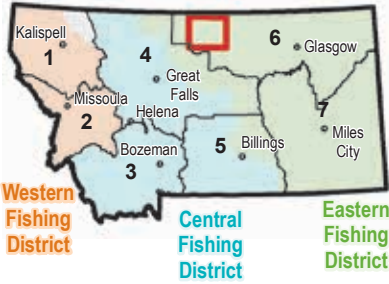 Kalispell
1
4
6
Glasgow
Great
Falls
Missoula
2
Helena
7
Miles
City
Bozeman
3
5
Billings
Western
Fishing
District
Central
Fishing
District
Eastern
Fishing
District